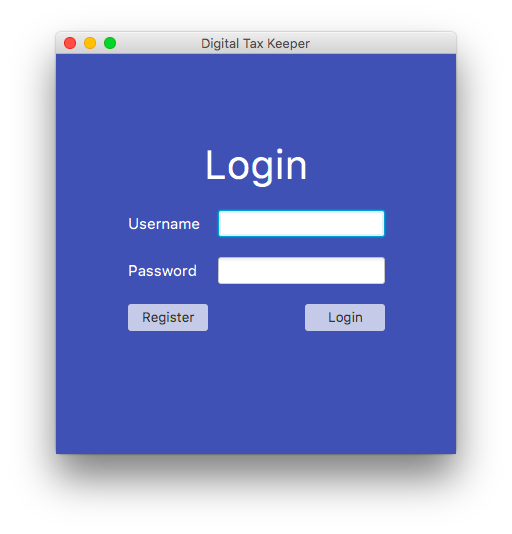 Digital Tax Keeper
Login
Username
Password
Register Login